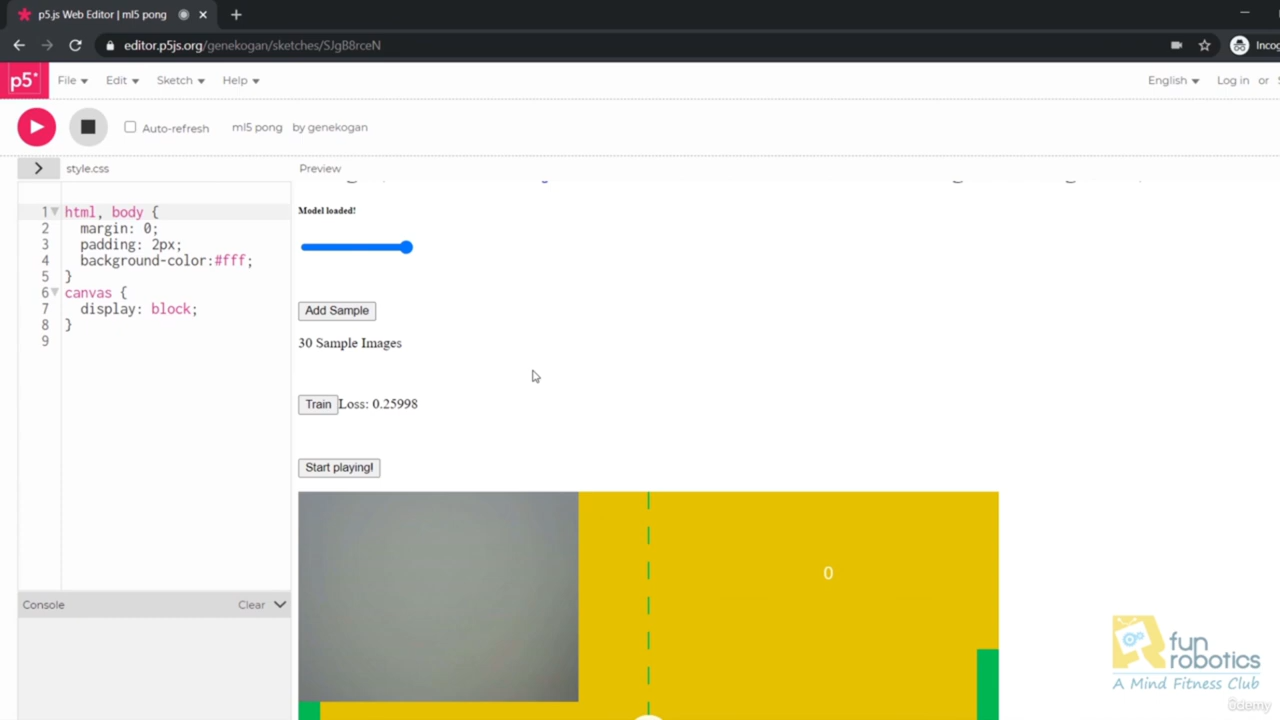 p5.js Web Editor | ml5 pong
editor.p5js.org/genekogan/sketches/SJgB8rceN
p5* File Edit Sketch Help English Log in or
Auto-refresh ml5 pong by genekogan
style.css Preview
Model loaded!
1 html, body {
2 margin: 0;
3 padding: 2px;
4 background-color:#fff;
5 }
6 canvas {
7 display: block;
8 }
9
Add Sample
30 Sample Images
Train Loss: 0.25998
Start playing!
0
Console Clear
fun
robotics
A Mind Fitness Club
ûdemy